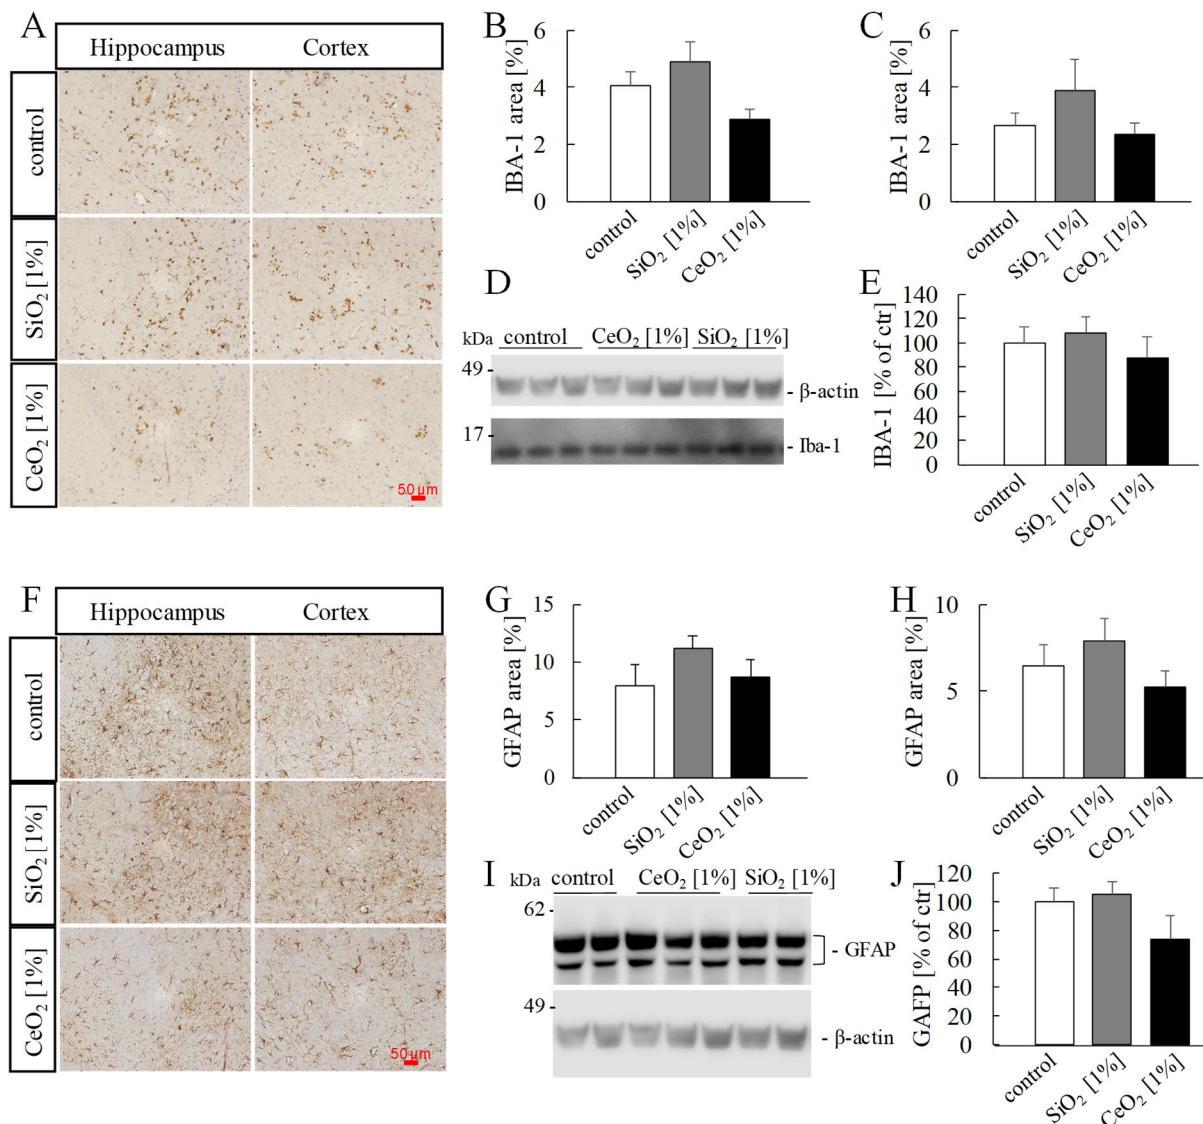 A
Hippocampus Cortex
control
SiO₂ [1%]
CeO₂ [1%]
50 µm
B
IBA-1 area [%]
6
4
2
0
control
SiO₂ [1%]
CeO₂ [1%]
C
IBA-1 area [%]
6
4
2
0
control
SiO₂ [1%]
CeO₂ [1%]
D
kDa control CeO₂ [1%] SiO₂ [1%]
49
- β-actin
17
- Iba-1
E
IBA-1 [% of ctr]
140
120
100
80
60
40
20
0
control
SiO₂ [1%]
CeO₂ [1%]
F
Hippocampus Cortex
control
SiO₂ [1%]
CeO₂ [1%]
50 µm
G
GFAP area [%]
15
10
5
0
control
SiO₂ [1%]
CeO₂ [1%]
H
GFAP area [%]
10
5
0
control
SiO₂ [1%]
CeO₂ [1%]
I
kDa control CeO₂ [1%] SiO₂ [1%]
62
- GFAP
49
- β-actin
J
GAFP [% of ctr]
120
100
80
60
40
20
0
control
SiO₂ [1%]
CeO₂ [1%]